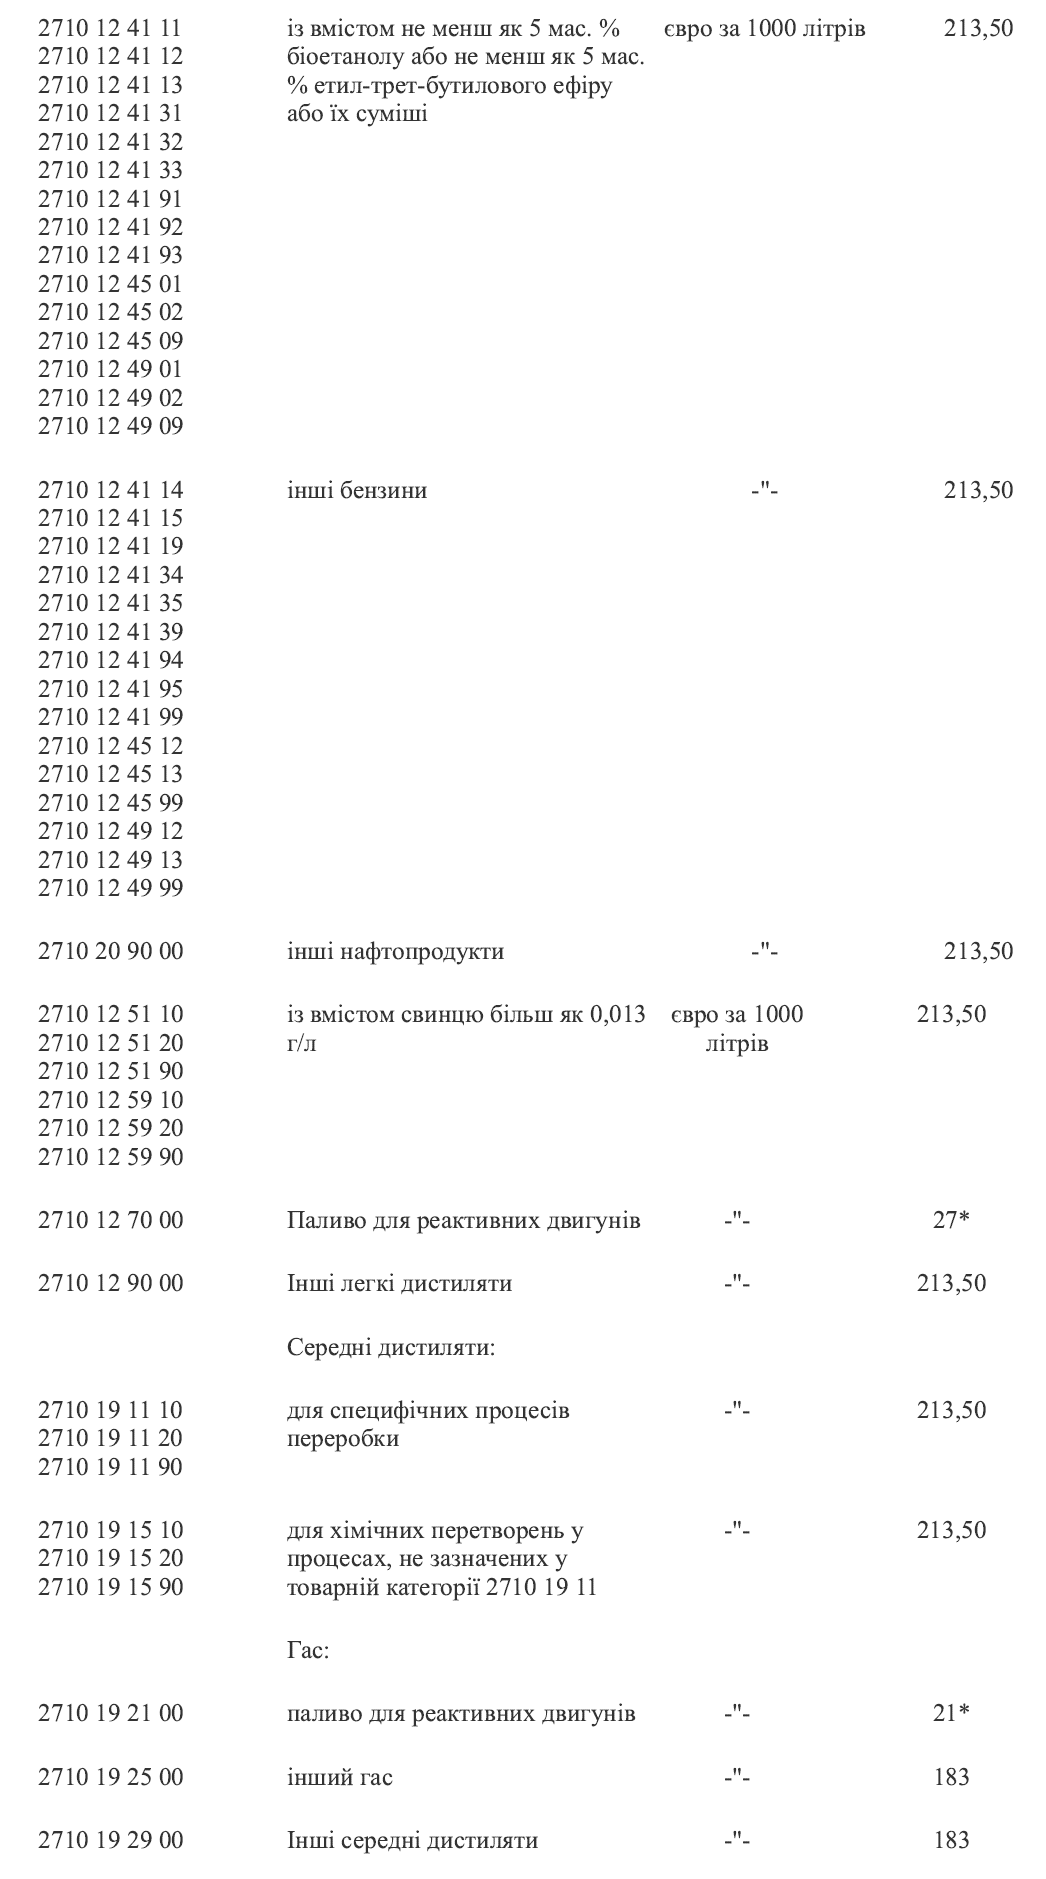 2710 12 41 11 із вмістом не менш як 5 мас. % євро за 1000 літрів 213,50
2710 12 41 12 біоетанолу або не менш як 5 мас.
2710 12 41 13 % етил-трет-бутилового ефіру
2710 12 41 31 або їх суміші
2710 12 41 32
2710 12 41 33
2710 12 41 91
2710 12 41 92
2710 12 41 93
2710 12 45 01
2710 12 45 02
2710 12 45 09
2710 12 49 01
2710 12 49 02
2710 12 49 09
2710 12 41 14 інші бензини -"- 213,50
2710 12 41 15
2710 12 41 19
2710 12 41 34
2710 12 41 35
2710 12 41 39
2710 12 41 94
2710 12 41 95
2710 12 41 99
2710 12 45 12
2710 12 45 13
2710 12 45 99
2710 12 49 12
2710 12 49 13
2710 12 49 99
2710 20 90 00 інші нафтопродукти -"- 213,50
2710 12 51 10 із вмістом свинцю більш як 0,013 євро за 1000 213,50
2710 12 51 20 г/л літрів
2710 12 51 90
2710 12 59 10
2710 12 59 20
2710 12 59 90
2710 12 70 00 Паливо для реактивних двигунів -"- 27*
2710 12 90 00 Інші легкі дистиляти -"- 213,50
Середні дистиляти:
2710 19 11 10 для специфічних процесів -"- 213,50
2710 19 11 20 переробки
2710 19 11 90
2710 19 15 10 для хімічних перетворень у -"- 213,50
2710 19 15 20 процесах, не зазначених у
2710 19 15 90 товарній категорії 2710 19 11
Гас:
2710 19 21 00 паливо для реактивних двигунів -"- 21*
2710 19 25 00 інший гас -"- 183
2710 19 29 00 Інші середні дистиляти -"- 183